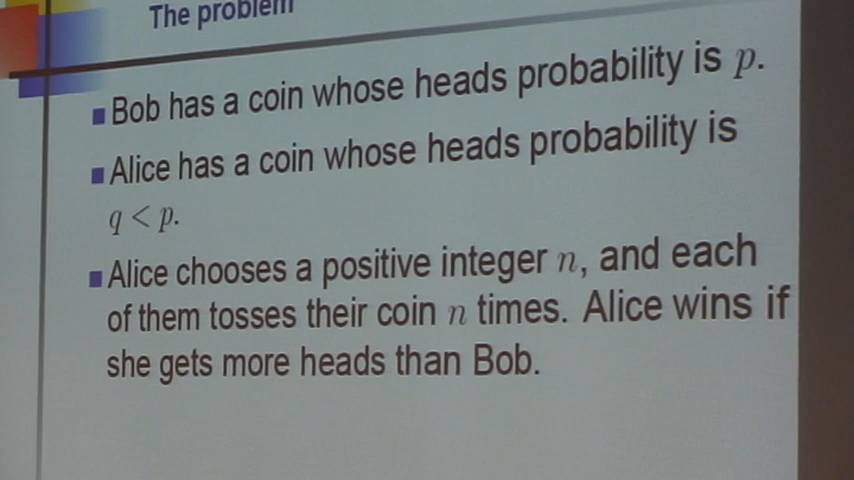 The problem
Bob has a coin whose heads probability is p.
Alice has a coin whose heads probability is
q < p.
Alice chooses a positive integer n, and each
of them tosses their coin n times. Alice wins if
she gets more heads than Bob.